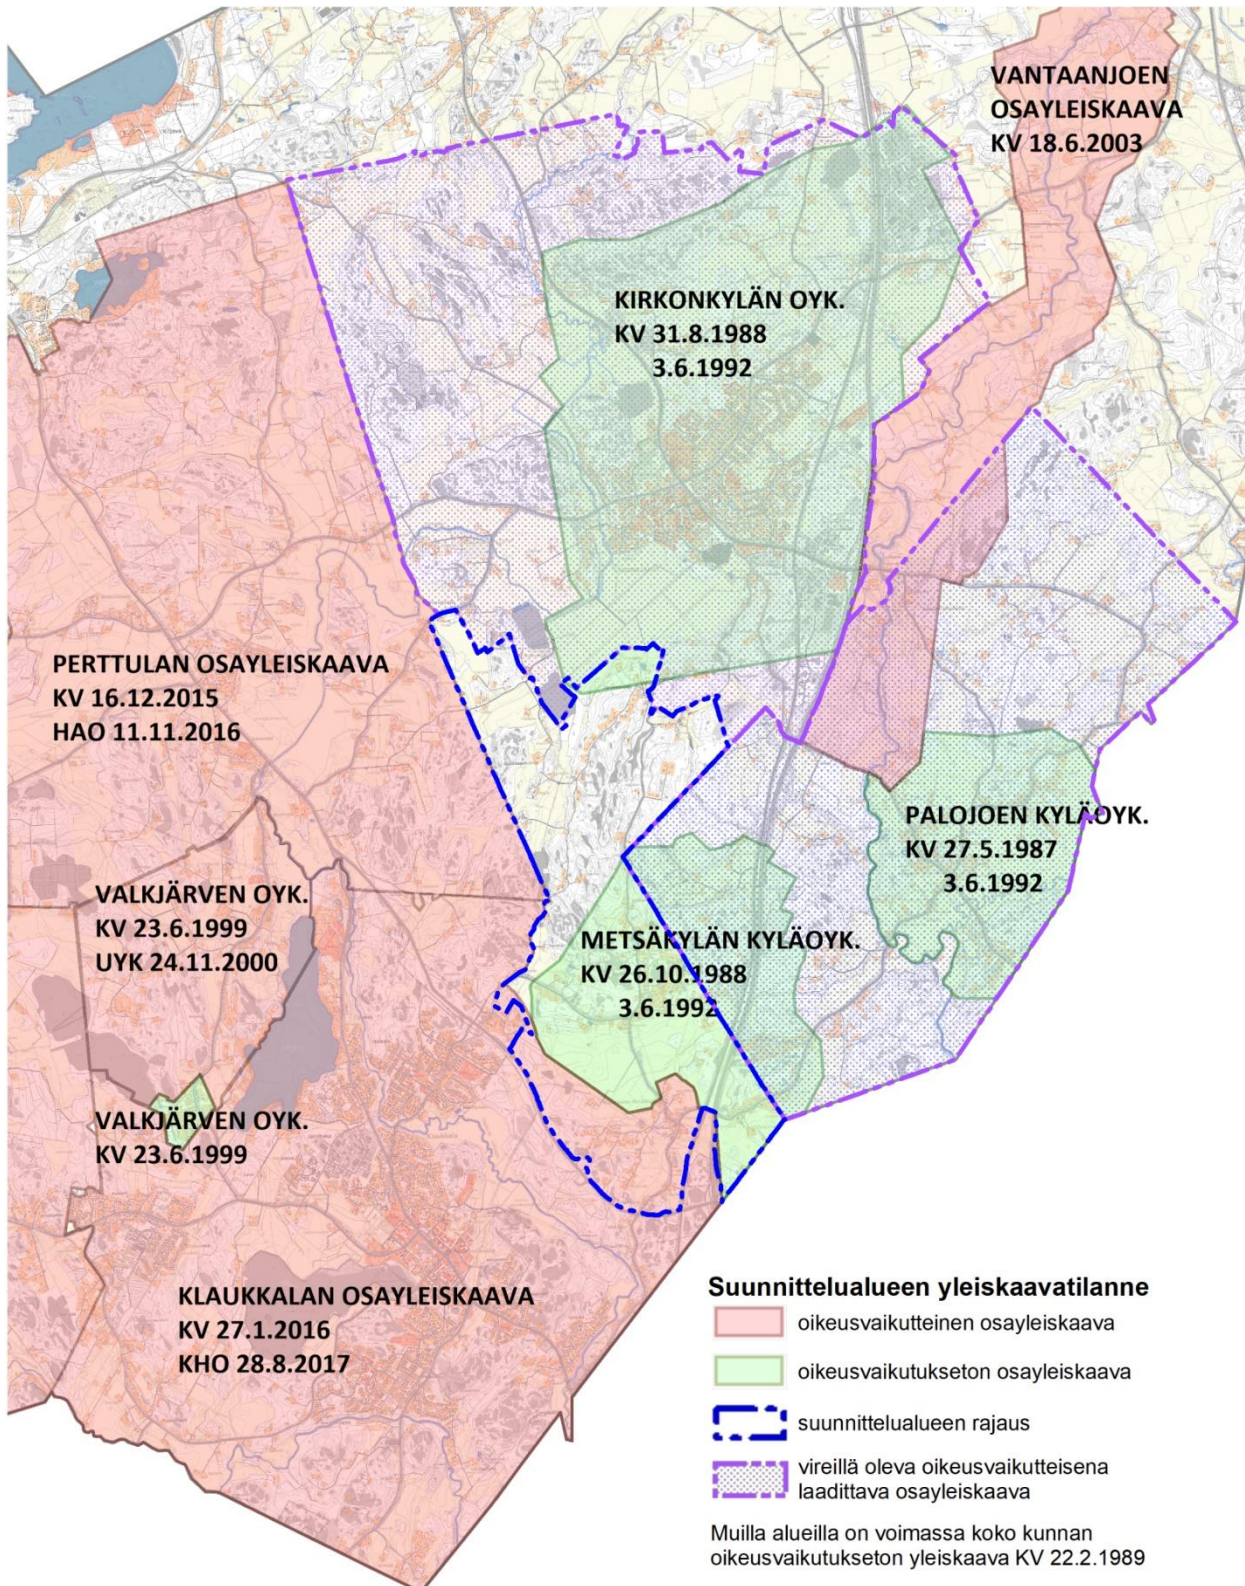 VANTAANJOEN
OSAYLEISKAAVA
KV 18.6.2003
KIRKONKYLÄN OYK.
KV 31.8.1988
3.6.1992
PERTTULAN OSAYLEISKAAVA
KV 16.12.2015
HAO 11.11.2016
PALOJOEN KYLÄOYK.
KV 27.5.1987
3.6.1992
VALKJÄRVEN OYK.
KV 23.6.1999
UYK 24.11.2000
METSÄKYLÄN KYLÄOYK.
KV 26.10.1988
3.6.1992
VALKJÄRVEN OYK.
KV 23.6.1999
KLAUKKALAN OSAYLEISKAAVA
KV 27.1.2016
KHO 28.8.2017
Suunnittelualueen yleiskaavatilanne
oikeusvaikutteinen osayleiskaava
oikeusvaikutukseton osayleiskaava
suunnittelualueen rajaus
vireillä oleva oikeusvaikutteisena
laadittava osayleiskaava
Muilla alueilla on voimassa koko kunnan
oikeusvaikutukseton yleiskaava KV 22.2.1989